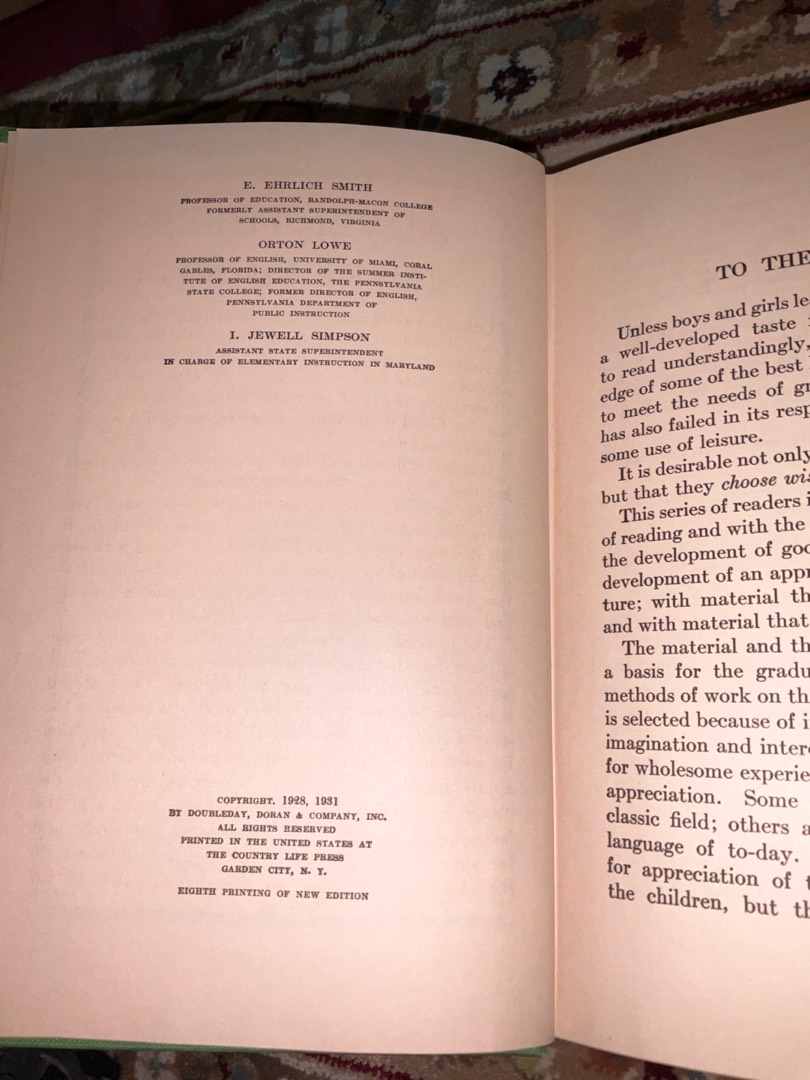 E. EHRLICH SMITH
PROFESSOR OF EDUCATION, RANDOLPH-MACON COLLEGE
FORMERLY ASSISTANT SUPERINTENDENT OF
SCHOOLS, RICHMOND, VIRGINIA
ORTON LOWE
PROFESSOR OF ENGLISH, UNIVERSITY OF MIAMI, CORAL
GABLES, FLORIDA; DIRECTOR OF THE SUMMER INSTI-
TUTE OF ENGLISH EDUCATION, THE PENNSYLVANIA
STATE COLLEGE; FORMER DIRECTOR OF ENGLISH,
PENNSYLVANIA DEPARTMENT OF
PUBLIC INSTRUCTION
I. JEWELL SIMPSON
ASSISTANT STATE SUPERINTENDENT
IN CHARGE OF ELEMENTARY INSTRUCTION IN MARYLAND
COPYRIGHT. 1928, 1931
BY DOUBLEDAY, DORAN & COMPANY, INC.
ALL RIGHTS RESERVED
PRINTED IN THE UNITED STATES AT
THE COUNTRY LIFE PRESS
GARDEN CITY, N. Y.
EIGHTH PRINTING OF NEW EDITION
TO THE
Unless boys and girls le
a well-developed taste
to read understandingly,
edge of some of the best
to meet the needs of gr
has also failed in its resp
some use of leisure.
It is desirable not only
but that they choose wis
This series of readers i
of reading and with the
the development of goo
development of an appr
ture; with material th
and with material that
The material and th
a basis for the gradu
methods of work on th
is selected because of i
imagination and inter
for wholesome experie
appreciation. Some
classic field; others a
language of to-day.
for appreciation of t
the children, but th